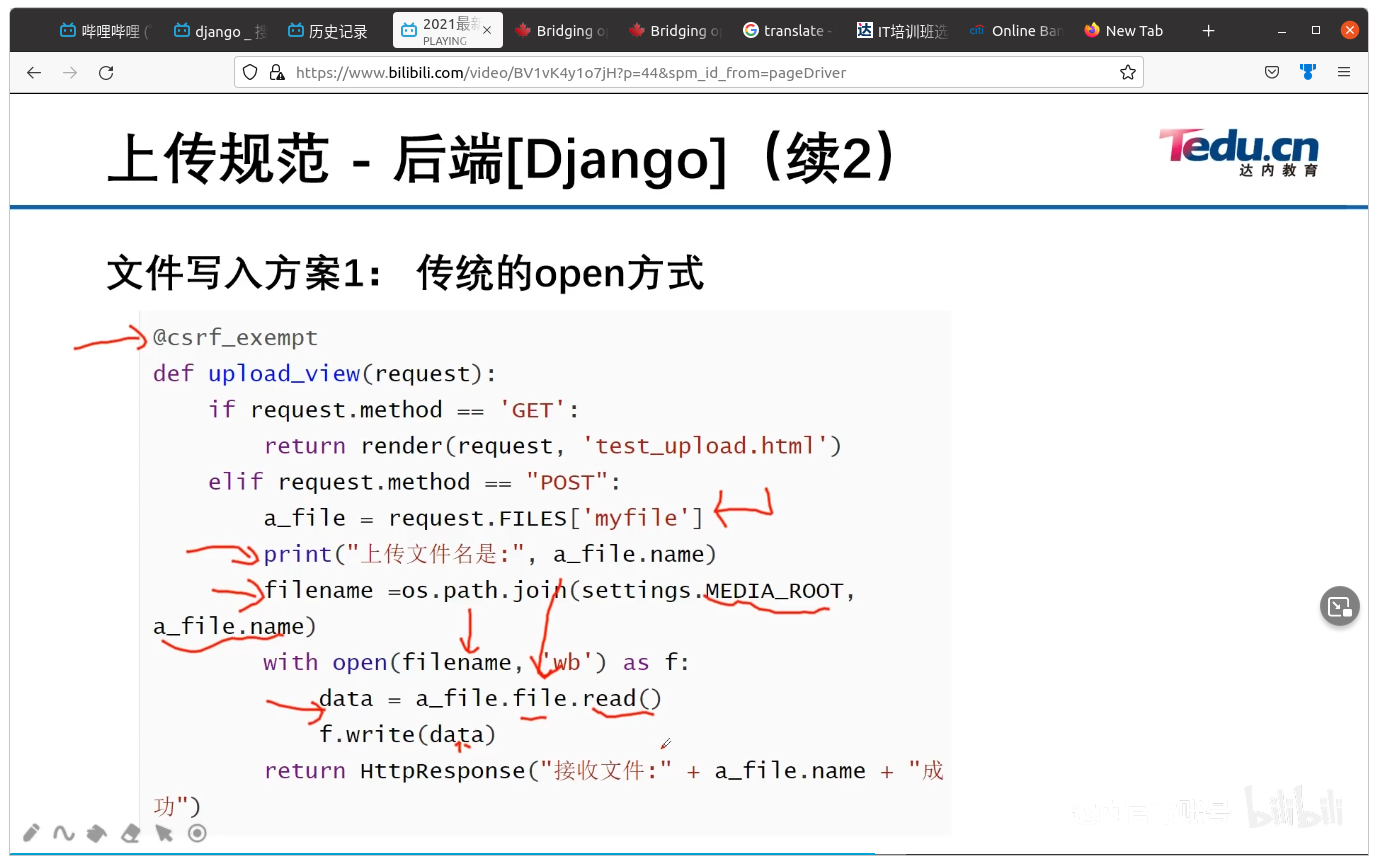 哔哩哔哩 (
django _ 搜
历史记录
2021最新
PLAYING
Bridging o
Bridging o
translate -
IT培训班选
citi
Online Ban
New Tab
https://www.bilibili.com/video/BV1vK4y1o7jH?p=44&spm_id_from=pageDriver
上传规范 - 后端[Django]（续2）
Tedu.cn
达内教育
文件写入方案1： 传统的open方式
@csrf_exempt
def upload_view(request):
    if request.method == 'GET':
        return render(request, 'test_upload.html')
    elif request.method == "POST":
        a_file = request.FILES['myfile']
        print("上传文件名是:", a_file.name)
        filename =os.path.join(settings.MEDIA_ROOT,
a_file.name)
        with open(filename, 'wb') as f:
            data = a_file.file.read()
            f.write(data)
        return HttpResponse("接收文件:" + a_file.name + "成
功")
bilibili